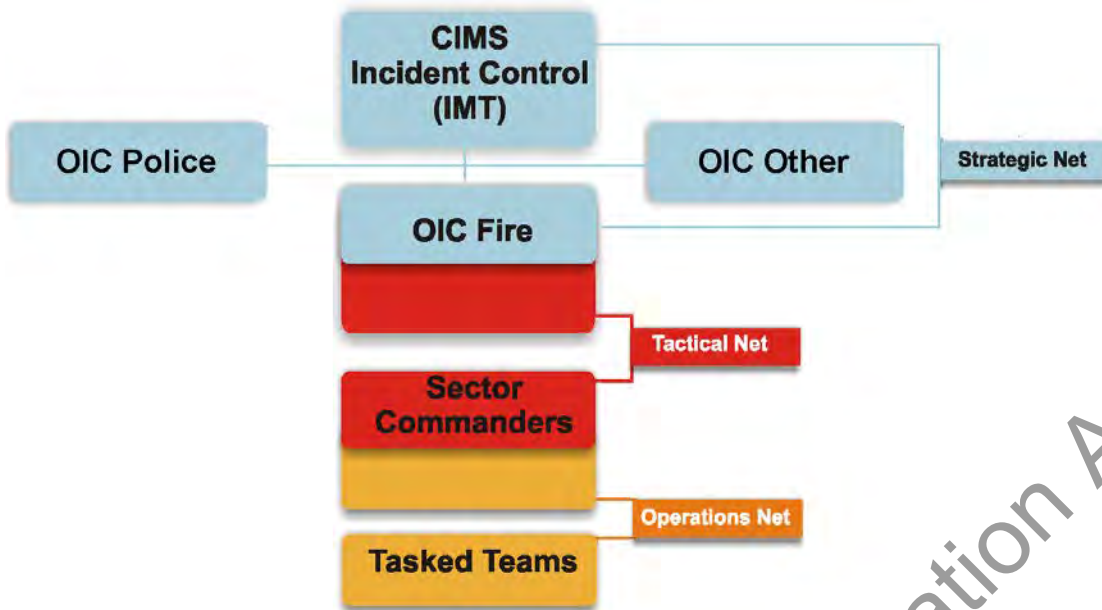 CIMS
Incident Control
(IMT)
OIC Police
OIC Other
Strategic Net
OIC Fire
Tactical Net
Sector
Commanders
Operations Net
Tasked Teams